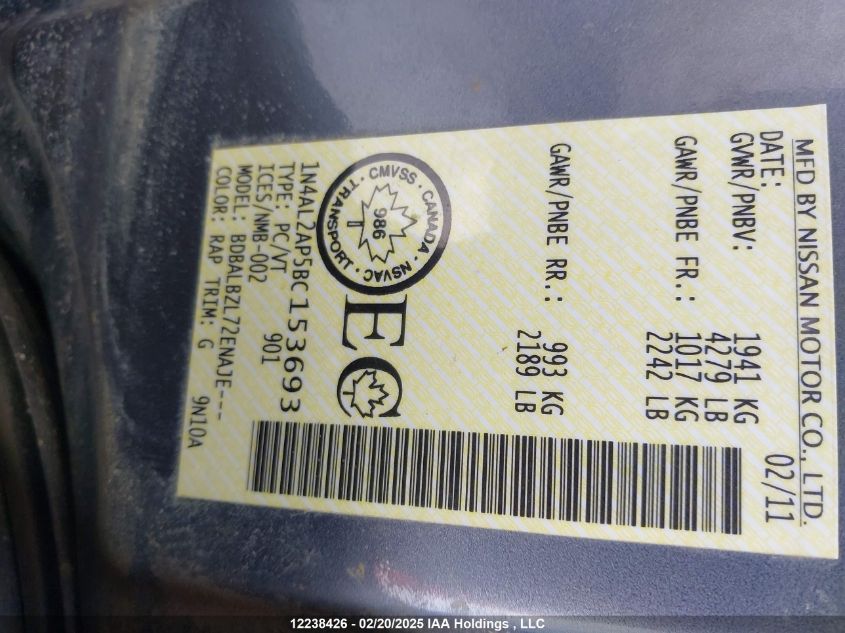 MFD BY NISSAN MOTOR CO., LTD.
DATE: 02/11
GVWR/PNBV: 1941 KG
4279 LB
GAWR/PNBE FR.: 1017 KG
2242 LB
GAWR/PNBE RR.: 993 KG
2189 LB
CMVSS · CANADA · NSVAC · TRANSPORT ·
986
EC
1N4AL2AP5BC153693
TYPE: PC/VT 901
ICES/NMB-002
MODEL: BDBALBZL72ENAJE---
COLOR: RAP TRIM: G 9N10A
12238426 - 02/20/2025 IAA Holdings , LLC